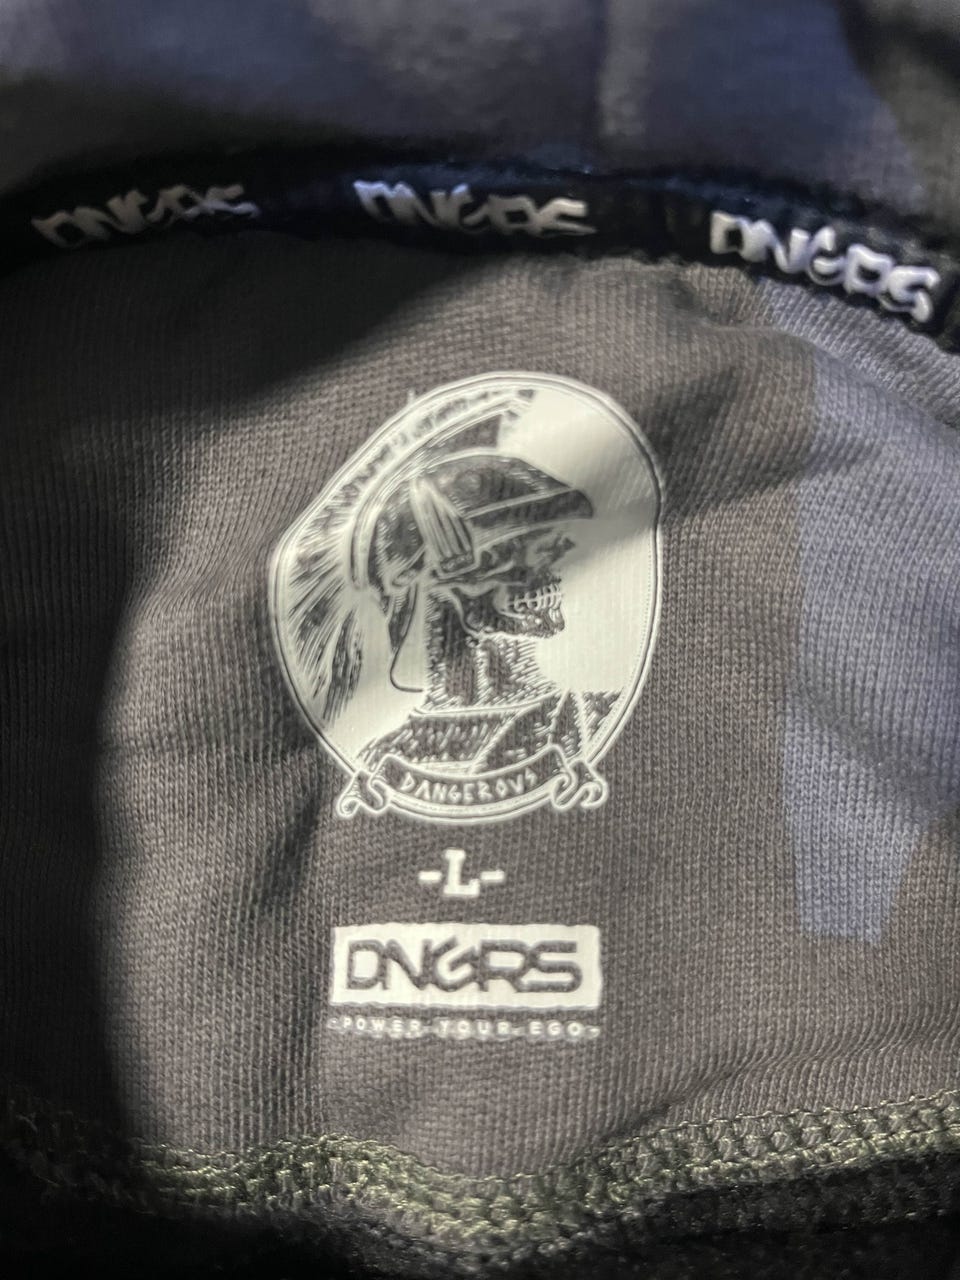 DNGRS DNGRS DNGRS
DANGEROUS
-L-
DNGRS
-POWER YOUR EGO-